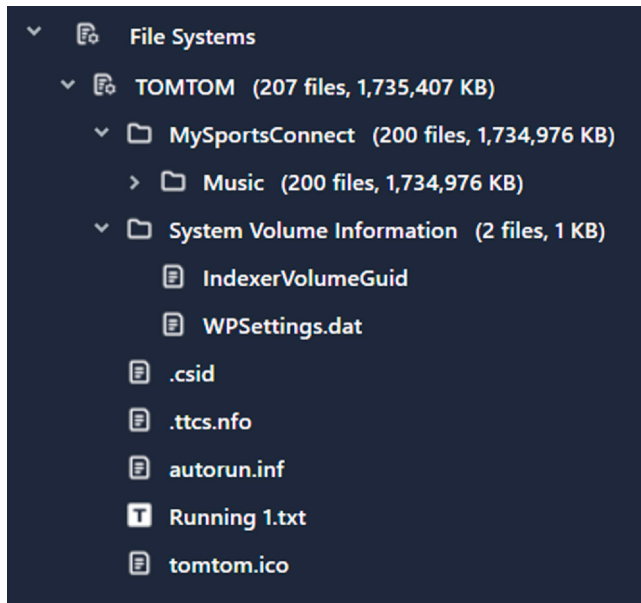 File Systems
TOMTOM (207 files, 1,735,407 KB)
MySportsConnect (200 files, 1,734,976 KB)
Music (200 files, 1,734,976 KB)
System Volume Information (2 files, 1 KB)
IndexerVolumeGuid
WPSettings.dat
.csid
.ttcs.nfo
autorun.inf
T Running 1.txt
tomtom.ico